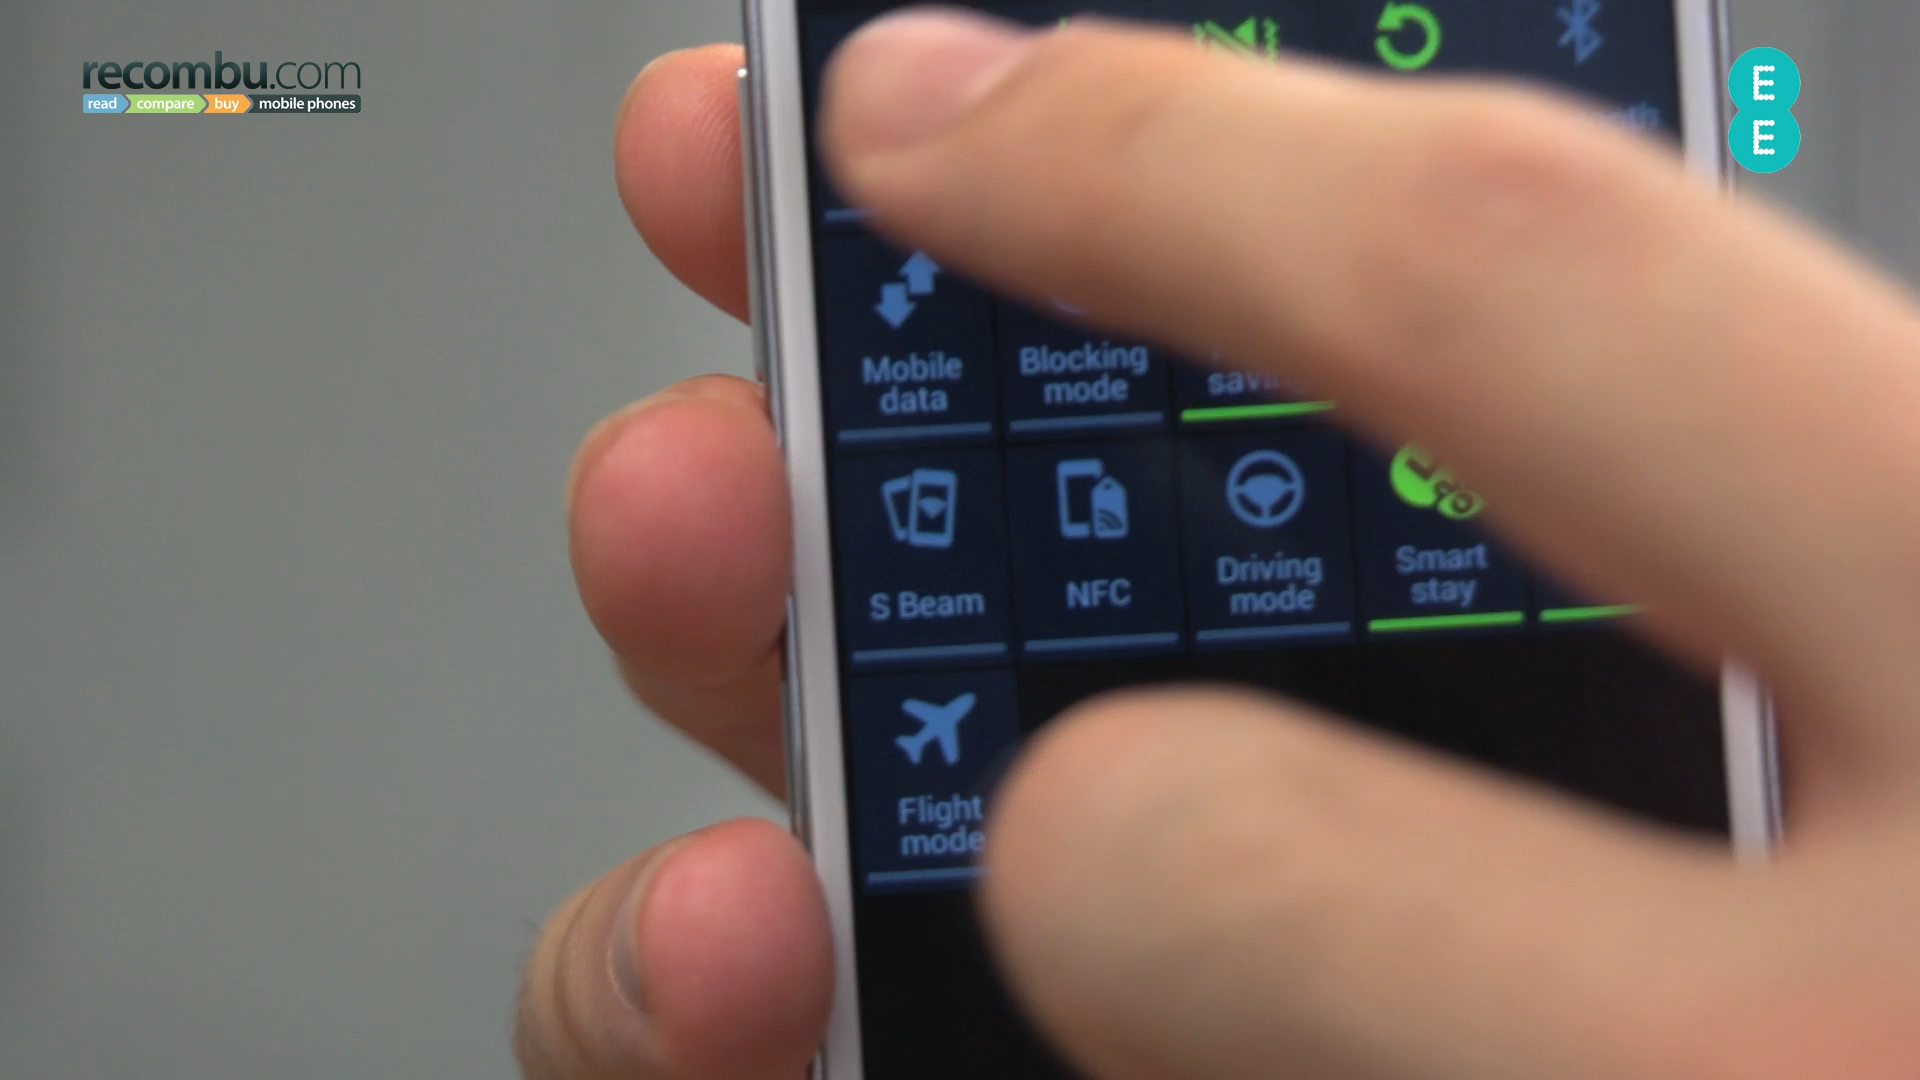 recombu.com
read compare buy mobile phones
E
E
Mobile
data
Blocking
mode
S Beam
NFC
Driving
mode
Smart
stay
Flight
mode